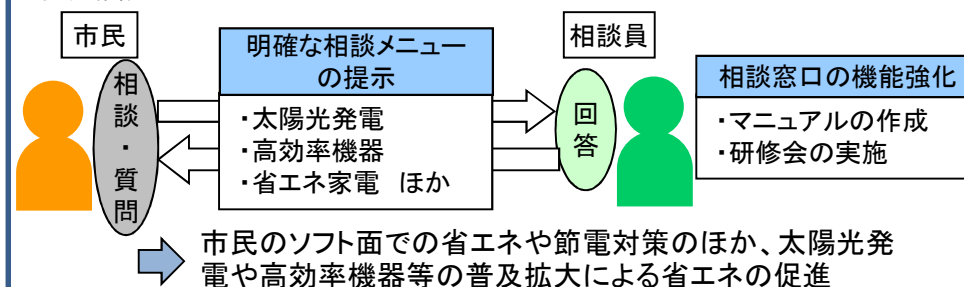 市民
相談・質問
明確な相談メニュー
の提示
・太陽光発電
・高効率機器
・省エネ家電　ほか
相談員
回答
相談窓口の機能強化
・マニュアルの作成
・研修会の実施
市民のソフト面での省エネや節電対策のほか、太陽光発
電や高効率機器等の普及拡大による省エネの促進